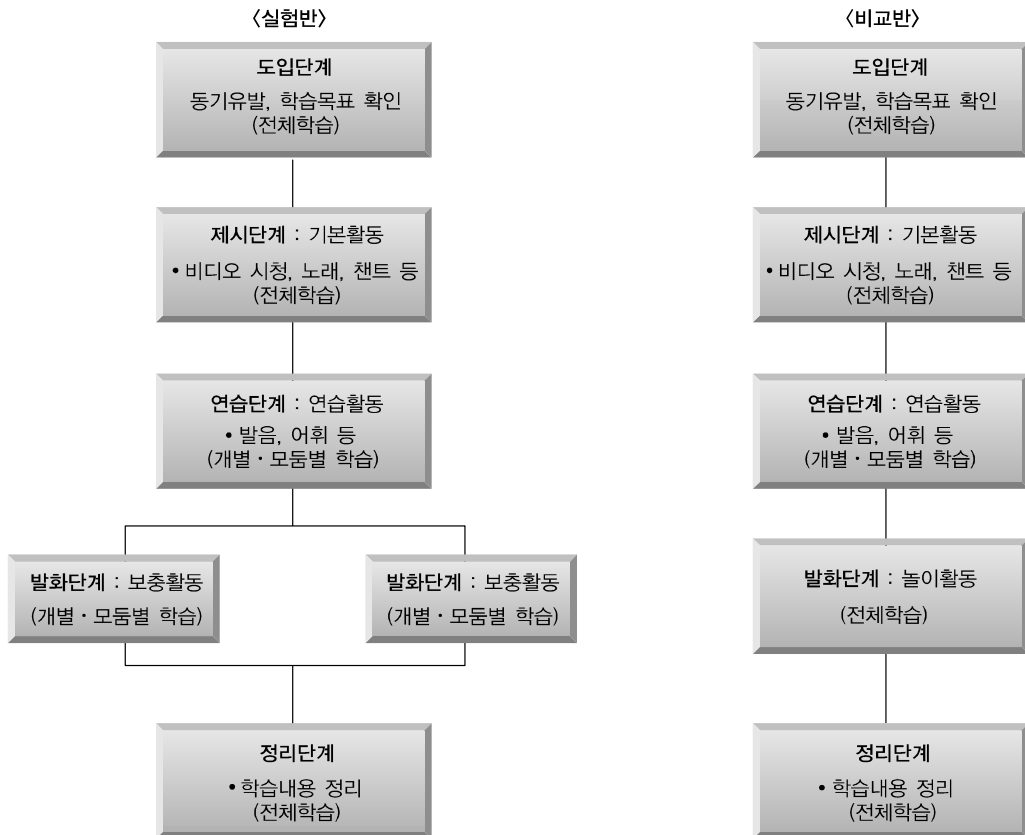 〈실험반〉
도입단계
동기유발, 학습목표 확인
(전체학습)
제시단계 : 기본활동
• 비디오 시청, 노래, 챈트 등
(전체학습)
연습단계 : 연습활동
• 발음, 어휘 등
(개별・모둠별 학습)
발화단계 : 보충활동
(개별・모둠별 학습)
발화단계 : 보충활동
(개별・모둠별 학습)
정리단계
• 학습내용 정리
(전체학습)
〈비교반〉
도입단계
동기유발, 학습목표 확인
(전체학습)
제시단계 : 기본활동
• 비디오 시청, 노래, 챈트 등
(전체학습)
연습단계 : 연습활동
• 발음, 어휘 등
(개별・모둠별 학습)
발화단계 : 놀이활동
(전체학습)
정리단계
• 학습내용 정리
(전체학습)